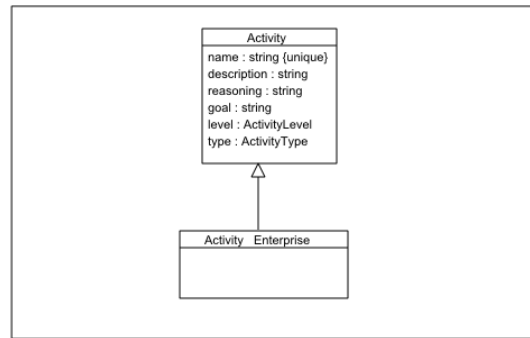 Activity
name : string {unique}
description : string
reasoning : string
goal : string
level : ActivityLevel
type : ActivityType
Activity Enterprise